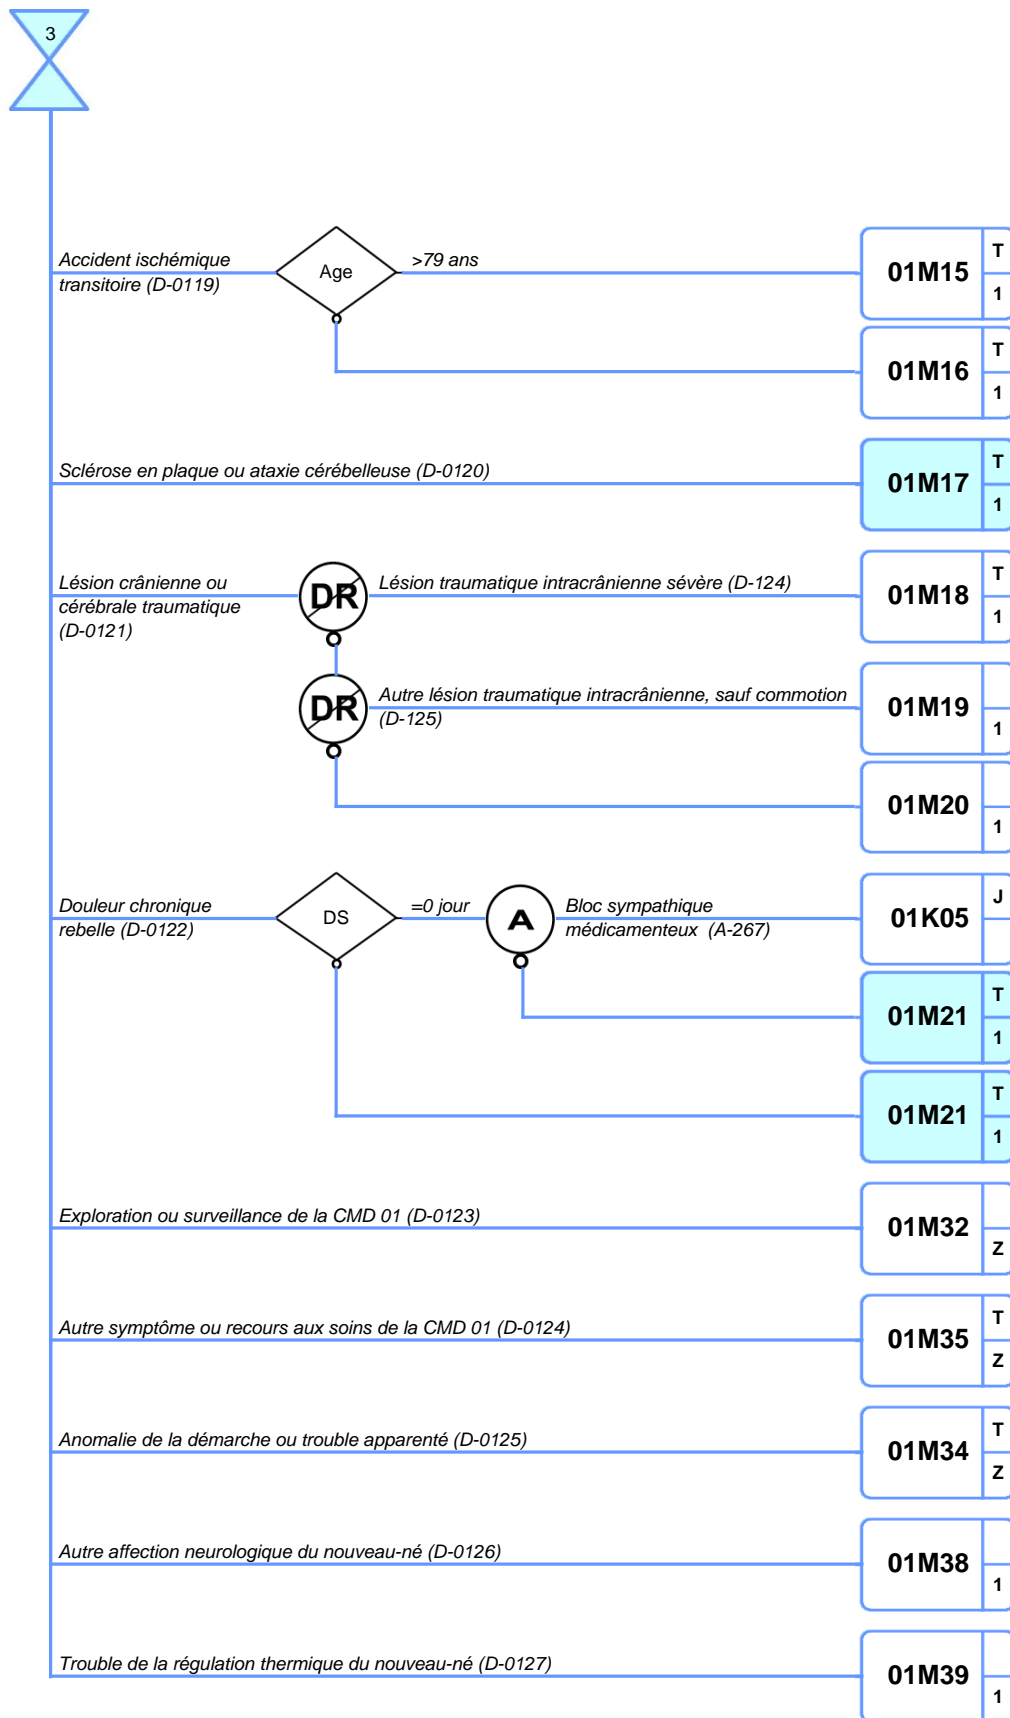 3
Accident ischémique
transitoire (D-0119)
Age
>79 ans
01M15
T
1
01M16
T
1
Sclérose en plaque ou ataxie cérébelleuse (D-0120)
01M17
T
1
Lésion crânienne ou
cérébrale traumatique
(D-0121)
DR
Lésion traumatique intracrânienne sévère (D-124)
01M18
T
1
DR
Autre lésion traumatique intracrânienne, sauf commotion
(D-125)
01M19
1
01M20
1
Douleur chronique
rebelle (D-0122)
DS
=0 jour
A
Bloc sympathique
médicamenteux (A-267)
01K05
J
01M21
T
1
01M21
T
1
Exploration ou surveillance de la CMD 01 (D-0123)
01M32
Z
Autre symptôme ou recours aux soins de la CMD 01 (D-0124)
01M35
T
Z
Anomalie de la démarche ou trouble apparenté (D-0125)
01M34
T
Z
Autre affection neurologique du nouveau-né (D-0126)
01M38
1
Trouble de la régulation thermique du nouveau-né (D-0127)
01M39
1